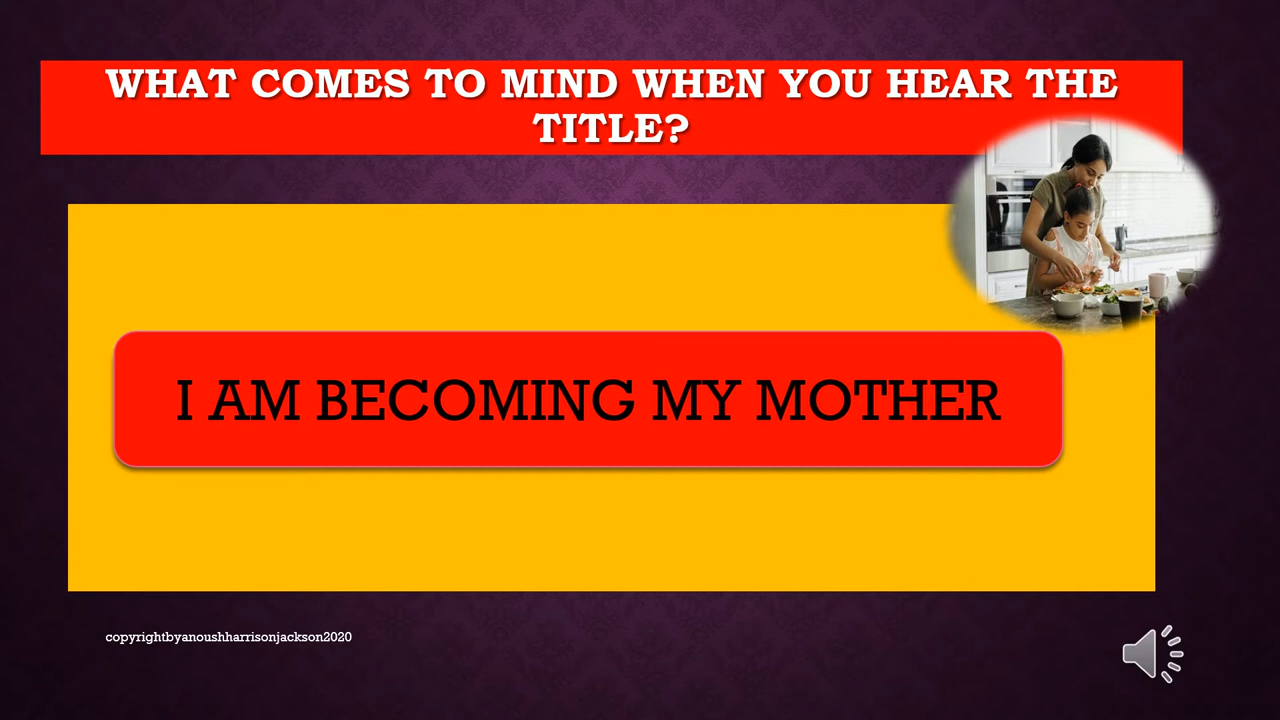 WHAT COMES TO MIND WHEN YOU HEAR THE
TITLE?
I AM BECOMING MY MOTHER
copyrightbyanoushharrisonjackson2020